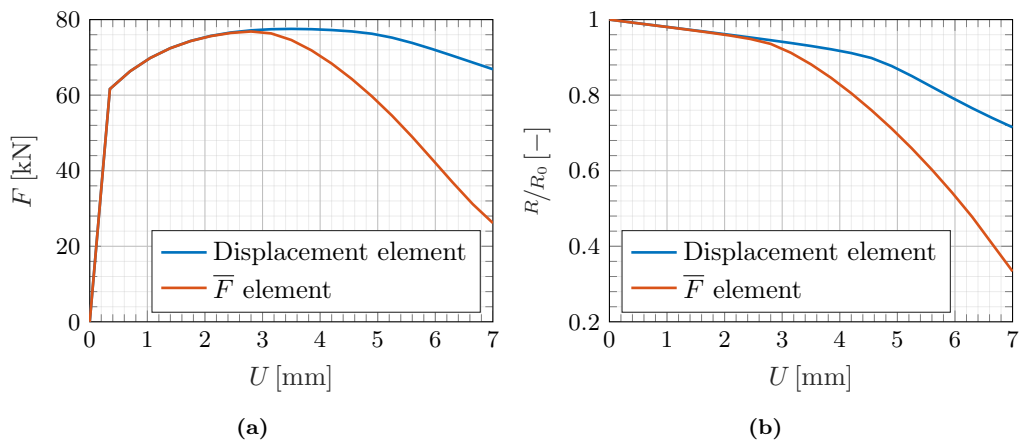 80
60
40
20
0
F [kN]
0 1 2 3 4 5 6 7
U [mm]
Displacement element
F̅ element
(a)
1
0.8
0.6
0.4
0.2
R/R₀ [−]
0 1 2 3 4 5 6 7
U [mm]
Displacement element
F̅ element
(b)